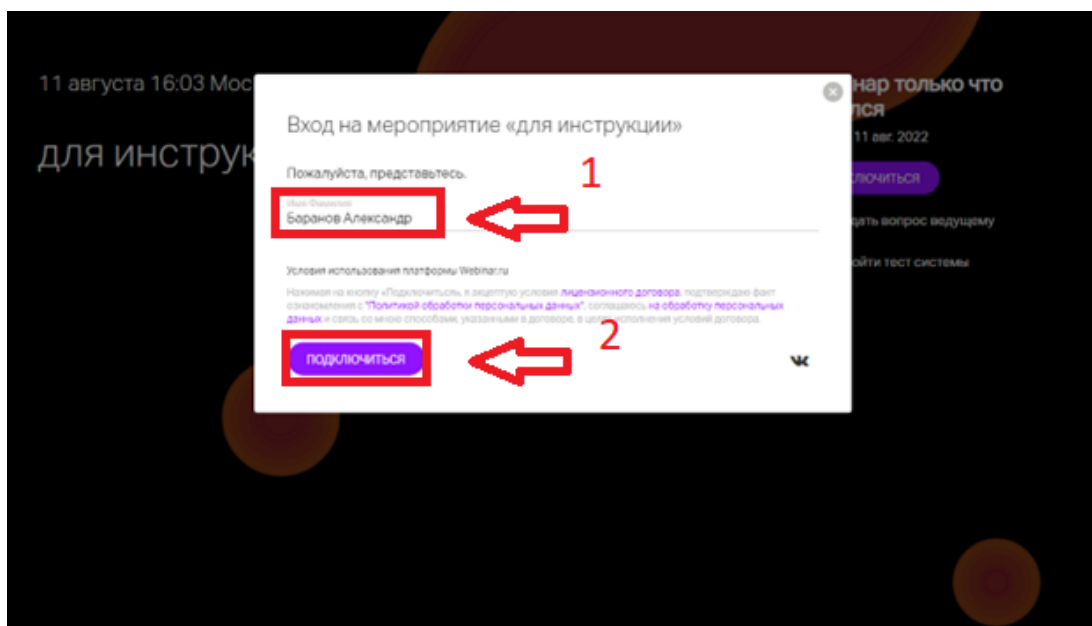 11 августа 16:03 Мос
для инструк
Вход на мероприятие «для инструкции»
Пожалуйста, представьтесь.
1
Имя Фамилия
Баранов Александр
Условия использования платформы Webinar.ru
Нажимая на кнопку «Подключиться», я акцептую условия лицензионного договора, подтверждаю факт
ознакомления с "Политикой обработки персональных данных", соглашаюсь на обработку персональных
данных и связь со мною способами, указанными в договоре, в целях исполнения условий договора.
2
ПОДКЛЮЧИТЬСЯ
нар только что
лся
11 авг. 2022
КЛЮЧИТЬСЯ
дать вопрос ведущему
ойти тест системы